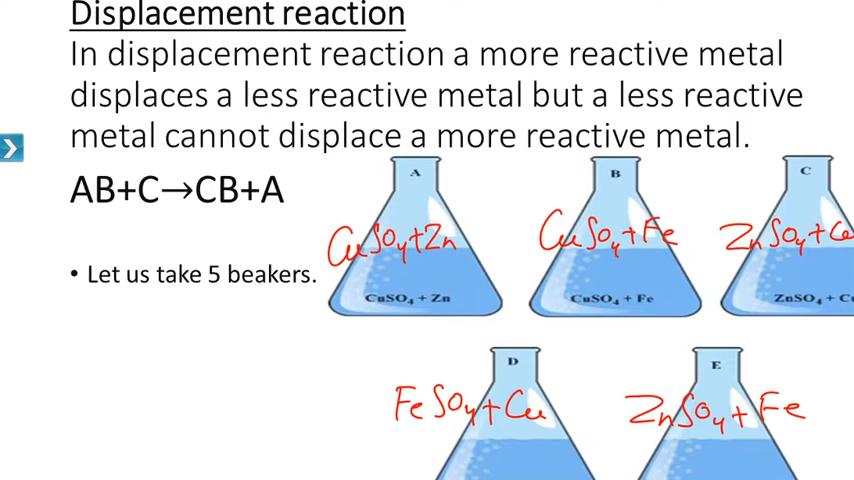 Displacement reaction
In displacement reaction a more reactive metal
displaces a less reactive metal but a less reactive
metal cannot displace a more reactive metal.
AB+C→CB+A
• Let us take 5 beakers.
A
B
C
CuSO₄+Zn
CuSO₄+Fe
ZnSO₄+Cu
CuSO₄ + Zn
CuSO₄ + Fe
ZnSO₄ + Cu
D
E
FeSO₄+Cu
ZnSO₄+Fe